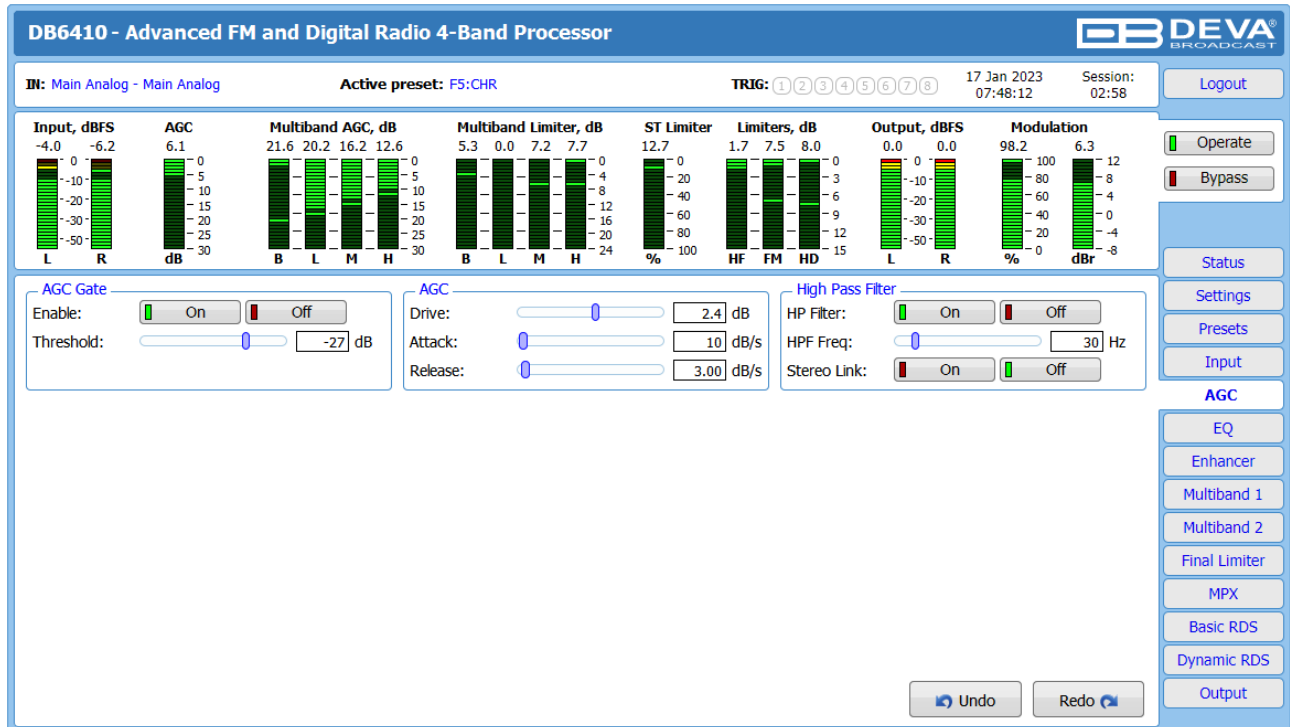 DB6410 - Advanced FM and Digital Radio 4-Band Processor
DEVA®
BROADCAST
IN: Main Analog - Main Analog
Active preset: F5:CHR
TRIG: 1 2 3 4 5 6 7 8
17 Jan 2023
07:48:12
Session:
02:58
Logout
Input, dBFS
-4.0 -6.2
0
-10
-20
-30
-50
L R
AGC
6.1
0
5
10
15
20
25
30
dB
Multiband AGC, dB
21.6 20.2 16.2 12.6
0
5
10
15
20
25
30
B L M H
Multiband Limiter, dB
5.3 0.0 7.2 7.7
0
4
8
12
16
20
24
B L M H
ST Limiter
12.7
0
20
40
60
80
100
%
Limiters, dB
1.7 7.5 8.0
0
3
6
9
12
15
HF FM HD
Output, dBFS
0.0 0.0
0
-10
-20
-30
-50
L R
Modulation
98.2 6.3
100
80
60
40
20
0
%
12
8
4
0
-4
-8
dBr
Operate
Bypass
AGC Gate
Enable: On Off
Threshold: -27 dB
AGC
Drive: 2.4 dB
Attack: 10 dB/s
Release: 3.00 dB/s
High Pass Filter
HP Filter: On Off
HPF Freq: 30 Hz
Stereo Link: On Off
Status
Settings
Presets
Input
AGC
EQ
Enhancer
Multiband 1
Multiband 2
Final Limiter
MPX
Basic RDS
Dynamic RDS
Output
Undo
Redo